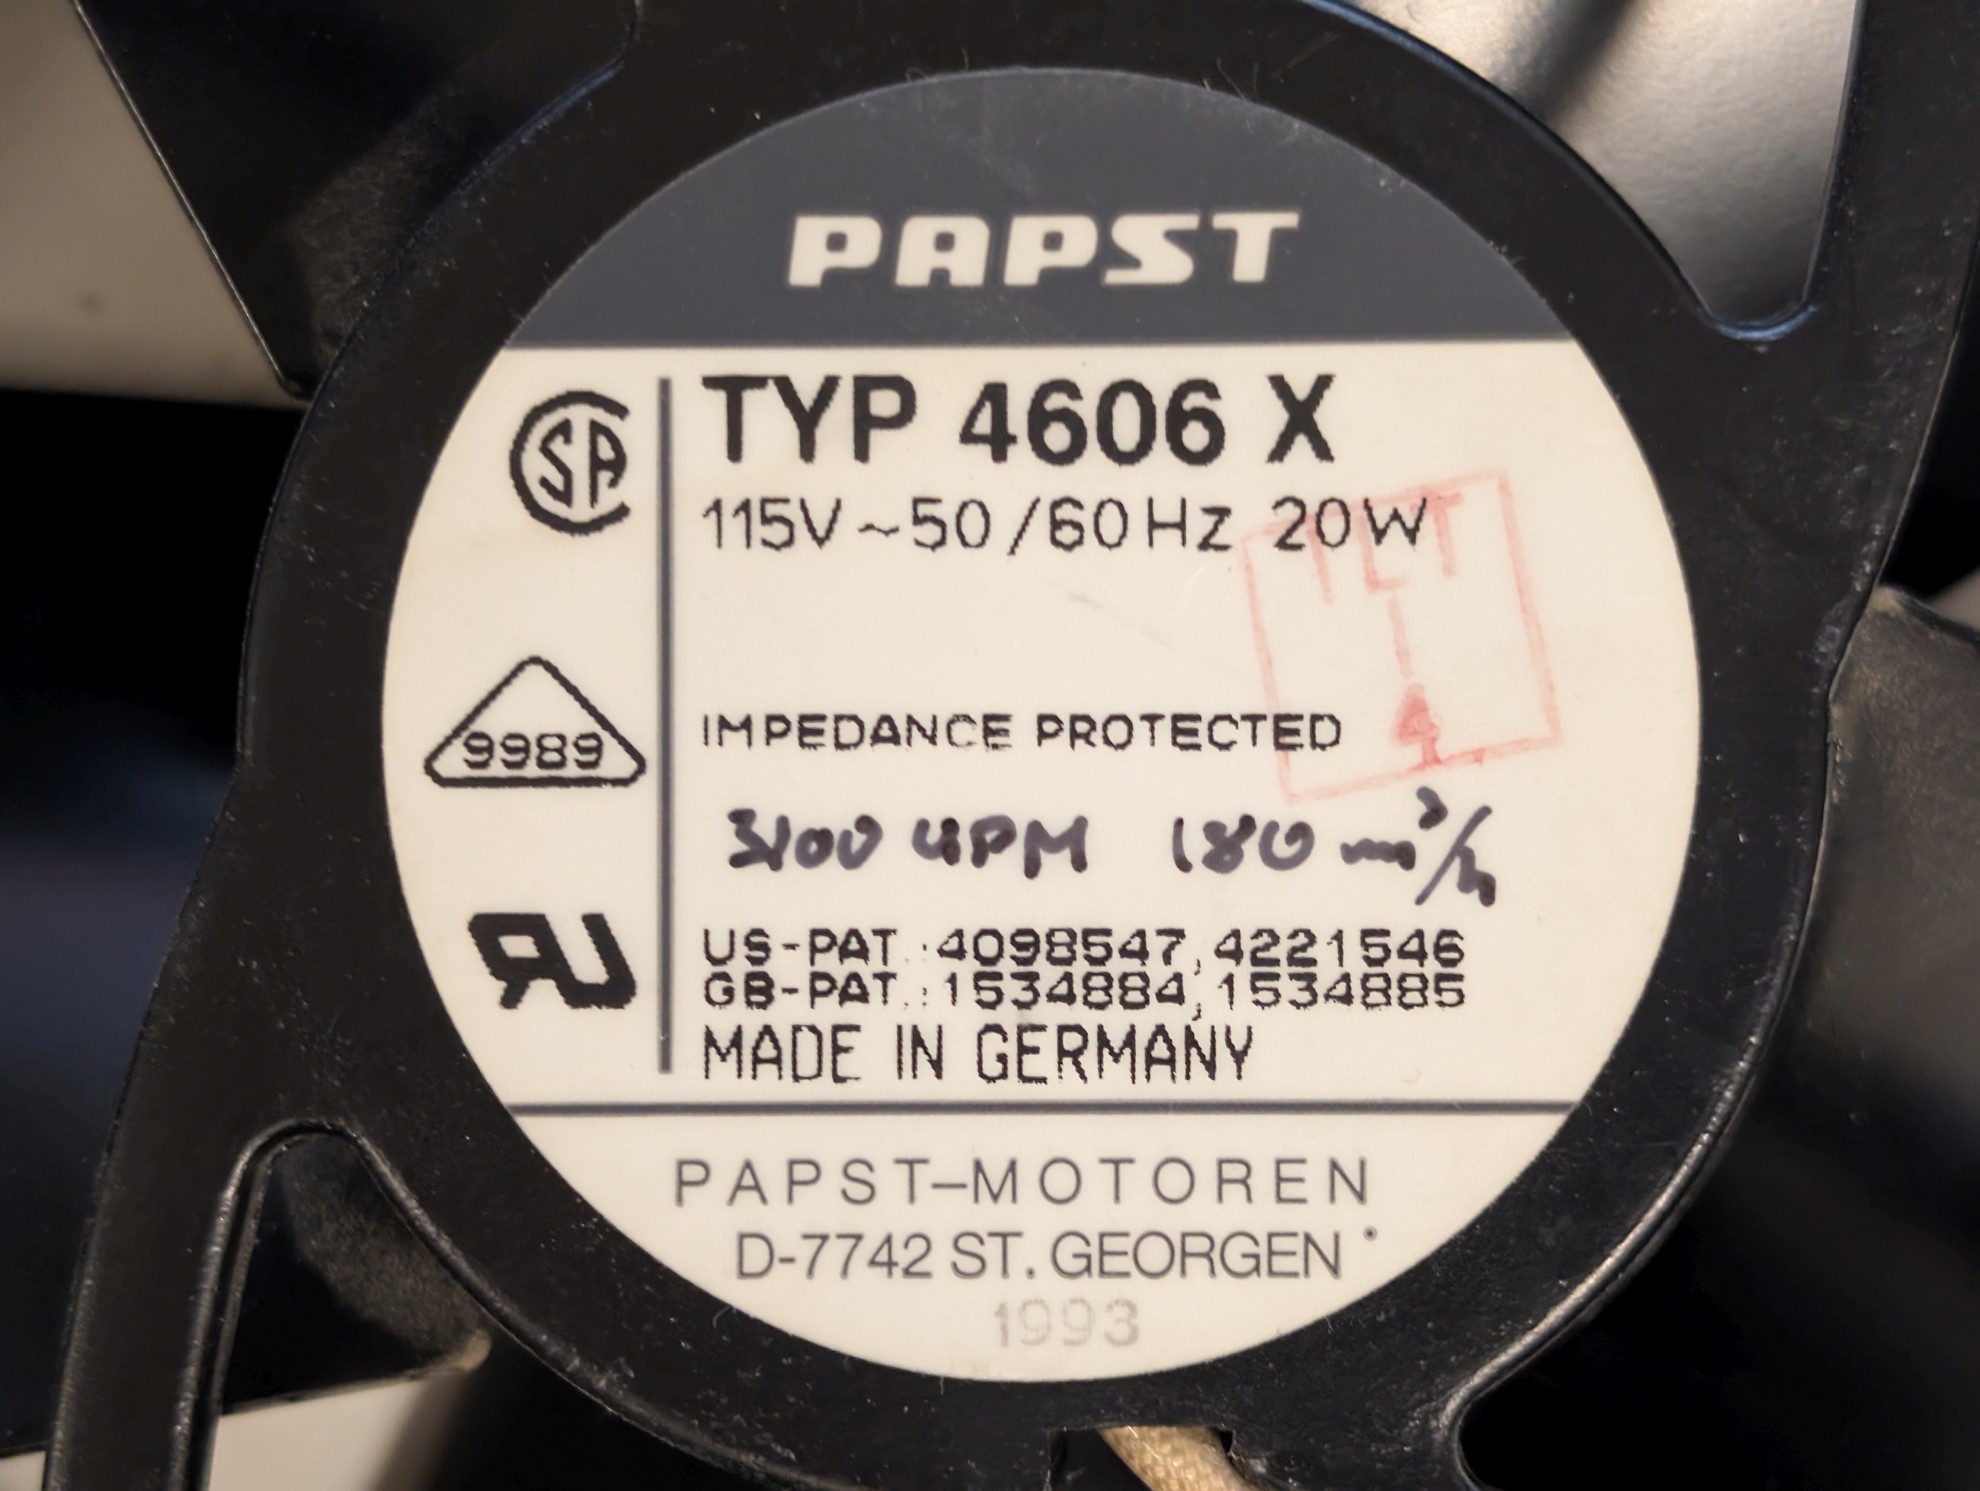 PAPST
TYP 4606 X
115V~50/60Hz 20W
IMPEDANCE PROTECTED
9989
3100 UPM 180 m³/h
US-PAT.:4098547,4221546
GB-PAT.:1534884,1534885
MADE IN GERMANY
PAPST-MOTOREN
D-7742 ST. GEORGEN
1993